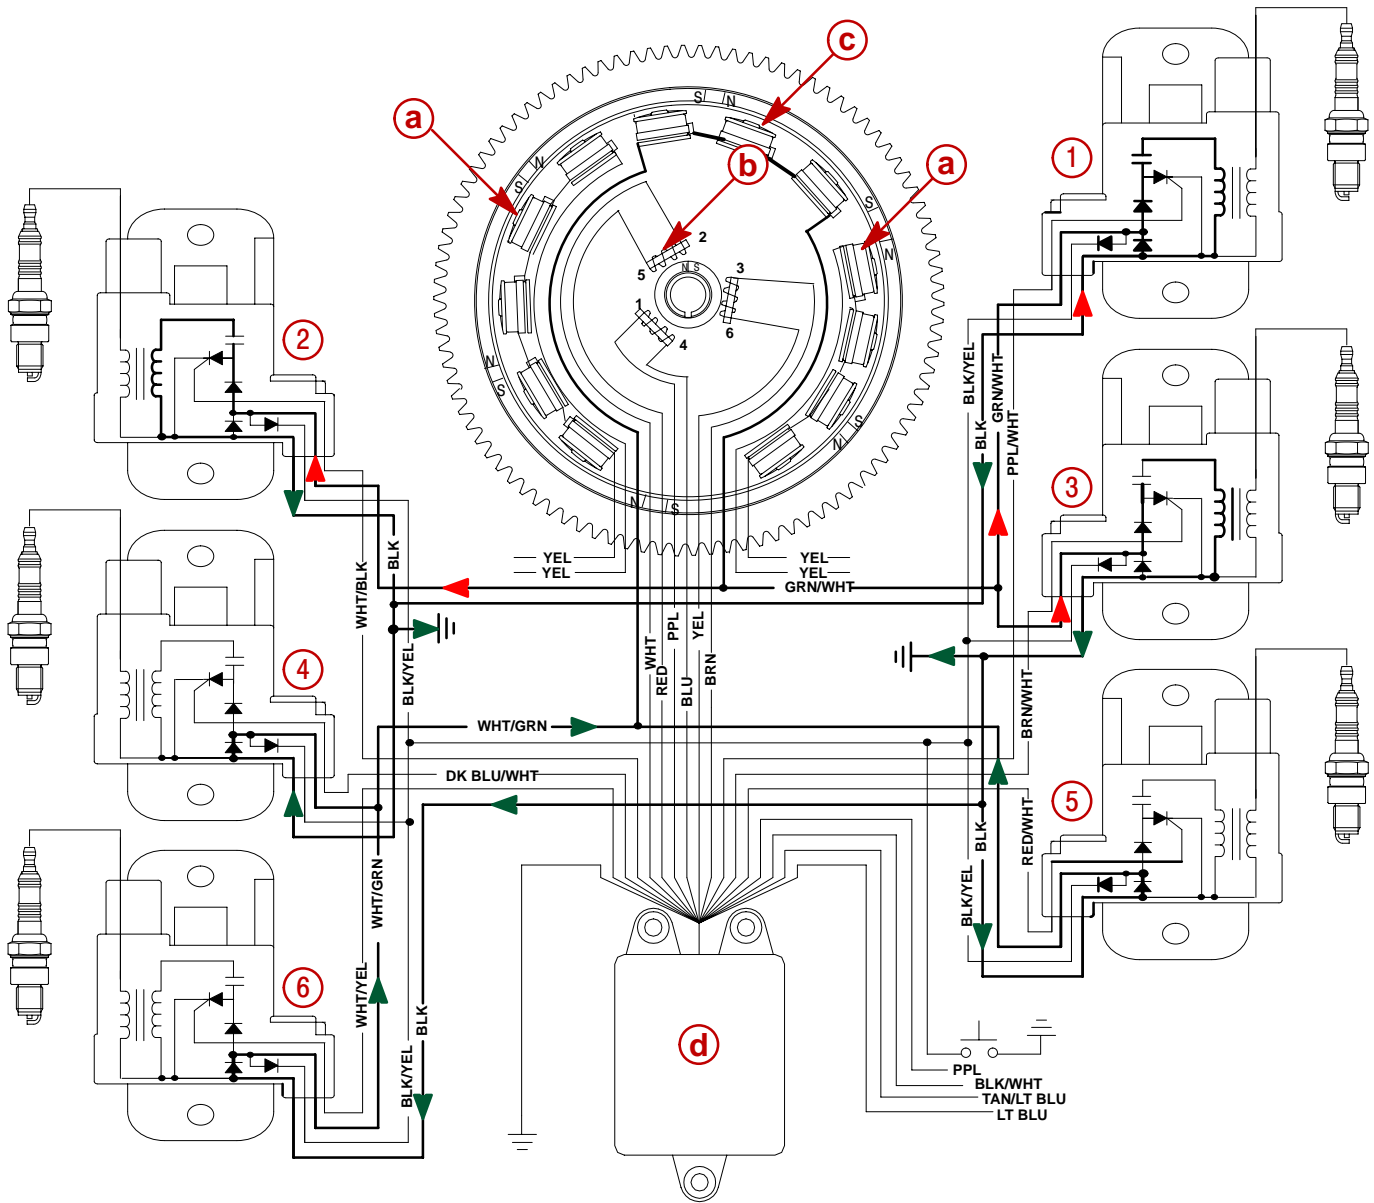 c
a
b
a
S N
N
S
S
N
N
S
S
N
N S
N S
2
5
3
6
1
4
1
2
3
4
5
6
BLK/YEL
BLK
GRN/WHT
PPL/WHT
YEL
YEL
YEL
YEL
GRN/WHT
BLK
WHT/BLK
BLK/YEL
WHT
RED
PPL
BLU
YEL
BRN
BRN/WHT
WHT/GRN
DK BLU/WHT
RED/WHT
BLK
BLK/YEL
WHT/GRN
WHT/YEL
BLK
BLK/YEL
d
PPL
BLK/WHT
TAN/LT BLU
LT BLU